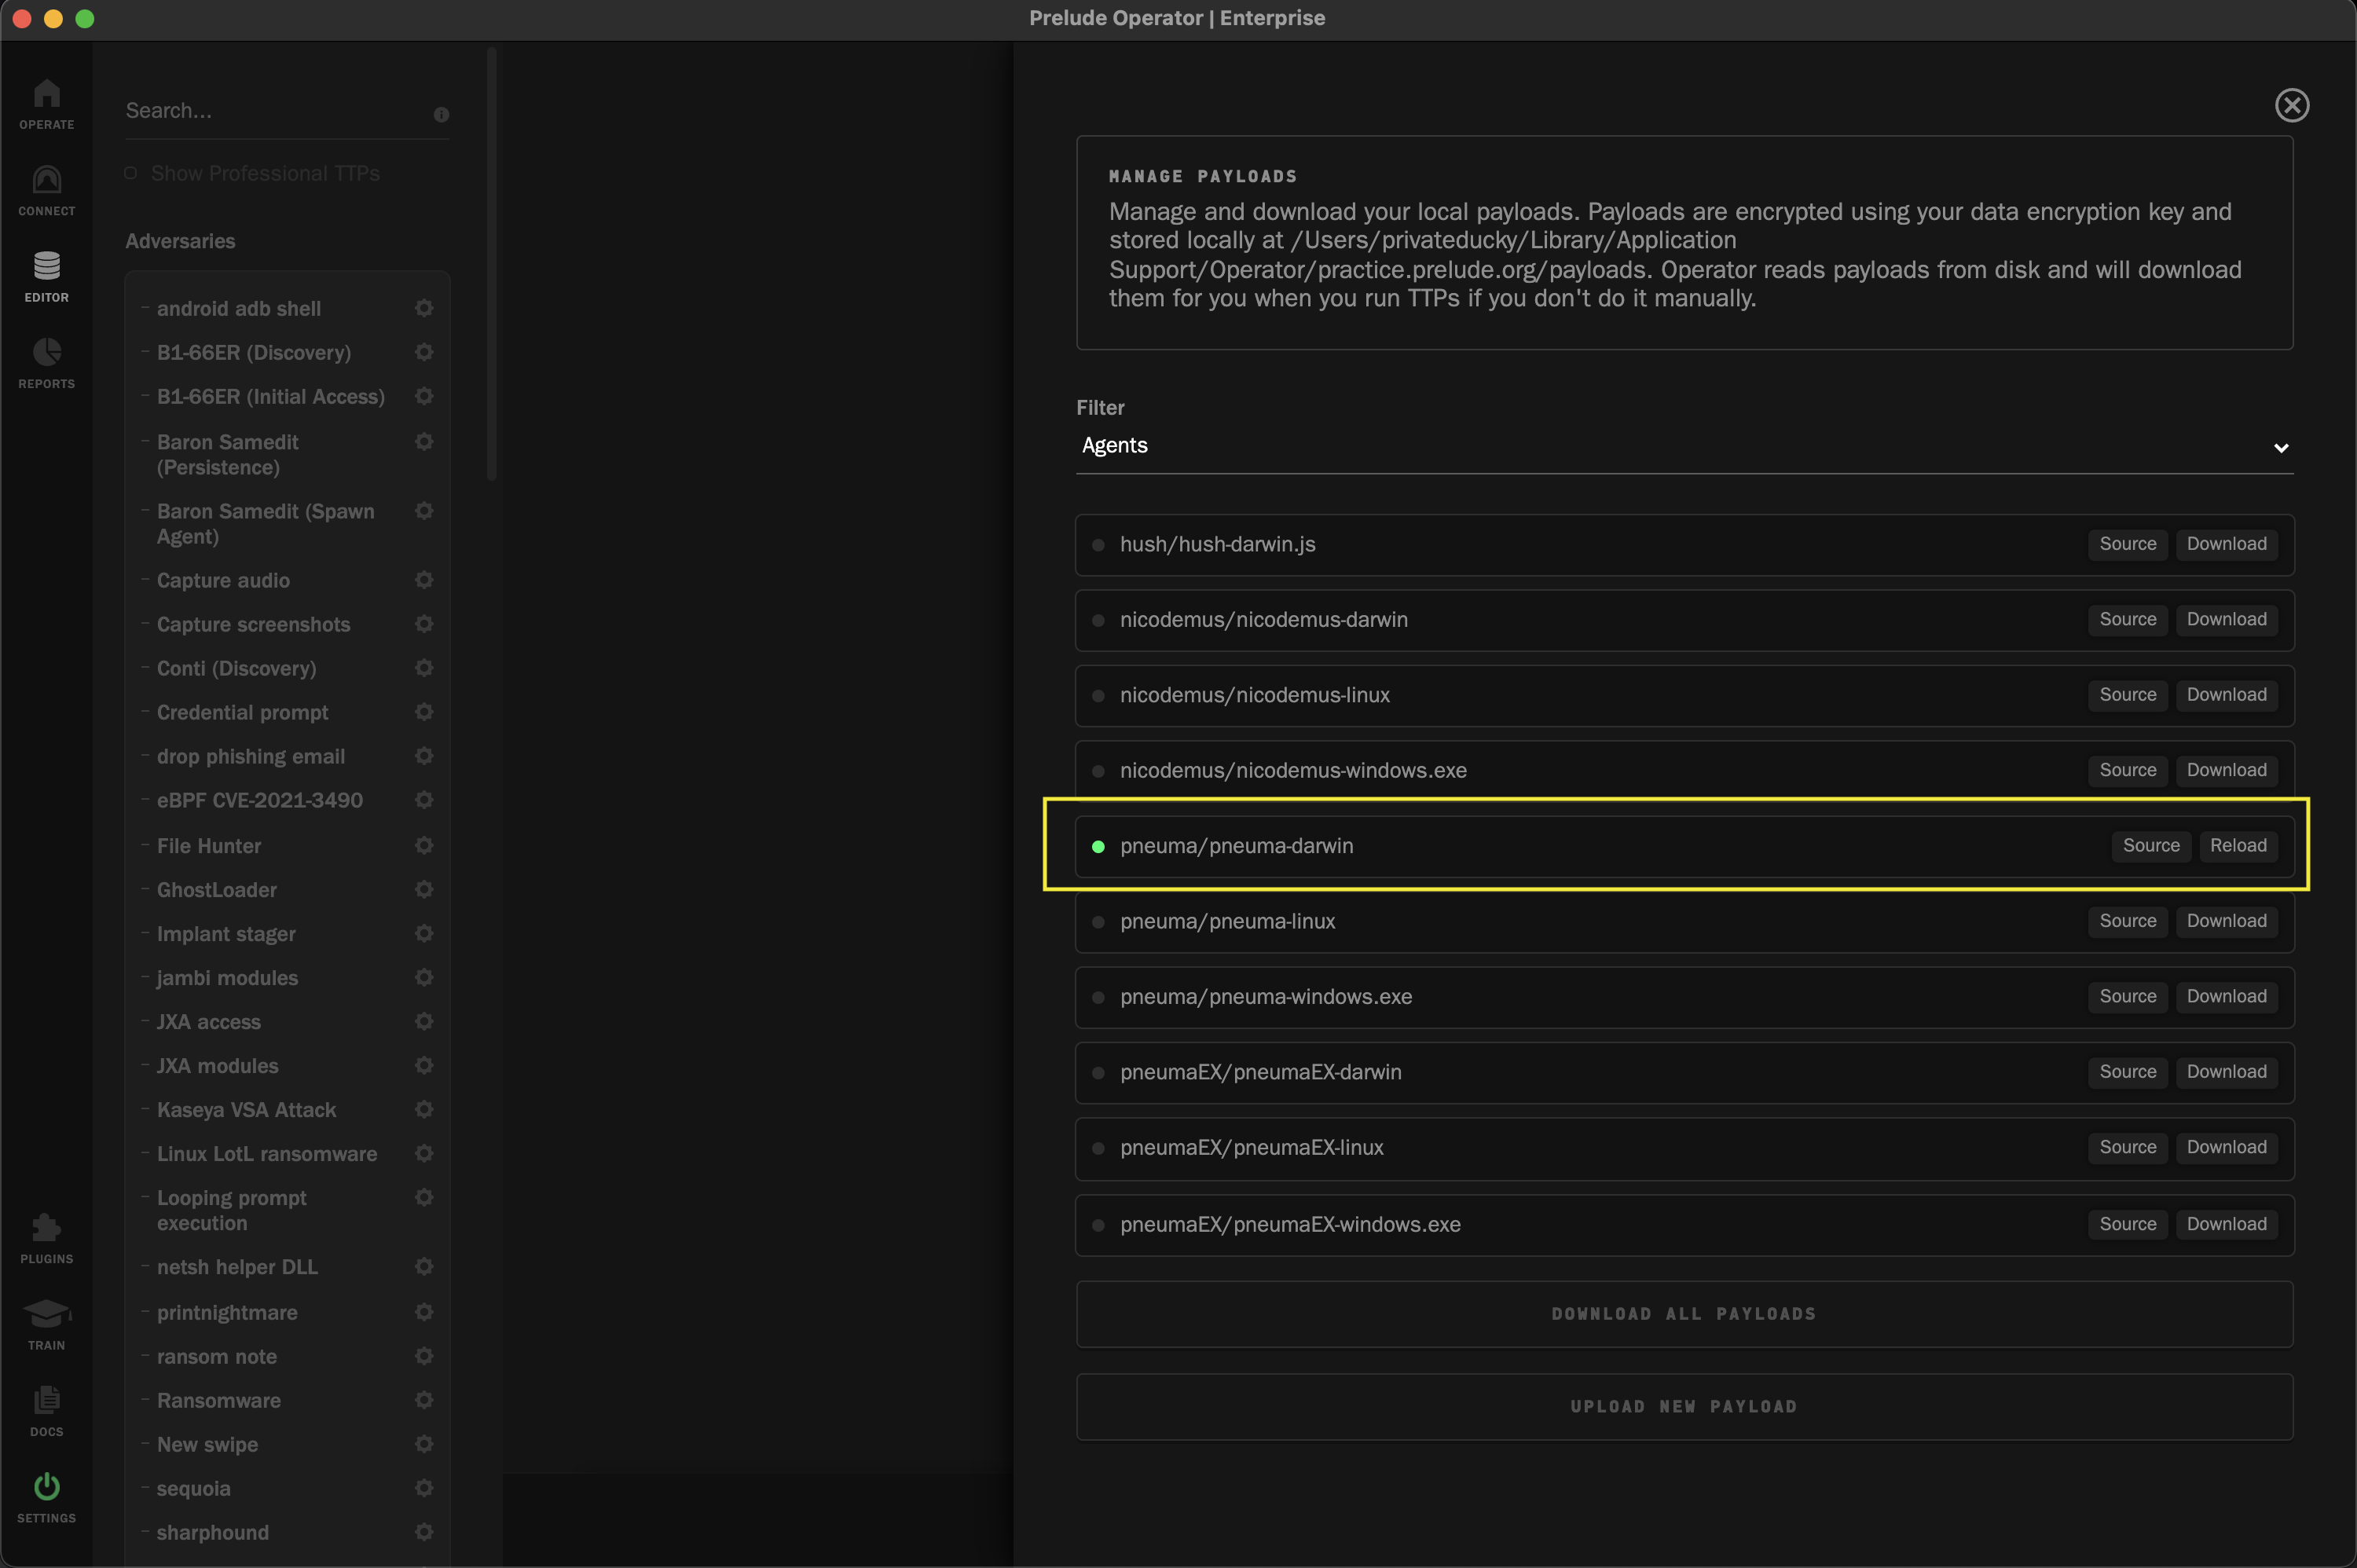 Prelude Operator | Enterprise
OPERATE
CONNECT
EDITOR
REPORTS
PLUGINS
TRAIN
DOCS
SETTINGS
Search...
Show Professional TTPs
Adversaries
android adb shell
B1-66ER (Discovery)
B1-66ER (Initial Access)
Baron Samedit
(Persistence)
Baron Samedit (Spawn
Agent)
Capture audio
Capture screenshots
Conti (Discovery)
Credential prompt
drop phishing email
eBPF CVE-2021-3490
File Hunter
GhostLoader
Implant stager
jambi modules
JXA access
JXA modules
Kaseya VSA Attack
Linux LotL ransomware
Looping prompt
execution
netsh helper DLL
printnightmare
ransom note
Ransomware
New swipe
sequoia
sharphound
MANAGE PAYLOADS
Manage and download your local payloads. Payloads are encrypted using your data encryption key and
stored locally at /Users/privateducky/Library/Application
Support/Operator/practice.prelude.org/payloads. Operator reads payloads from disk and will download
them for you when you run TTPs if you don't do it manually.
Filter
Agents
hush/hush-darwin.js Source Download
nicodemus/nicodemus-darwin Source Download
nicodemus/nicodemus-linux Source Download
nicodemus/nicodemus-windows.exe Source Download
pneuma/pneuma-darwin Source Reload
pneuma/pneuma-linux Source Download
pneuma/pneuma-windows.exe Source Download
pneumaEX/pneumaEX-darwin Source Download
pneumaEX/pneumaEX-linux Source Download
pneumaEX/pneumaEX-windows.exe Source Download
DOWNLOAD ALL PAYLOADS
UPLOAD NEW PAYLOAD